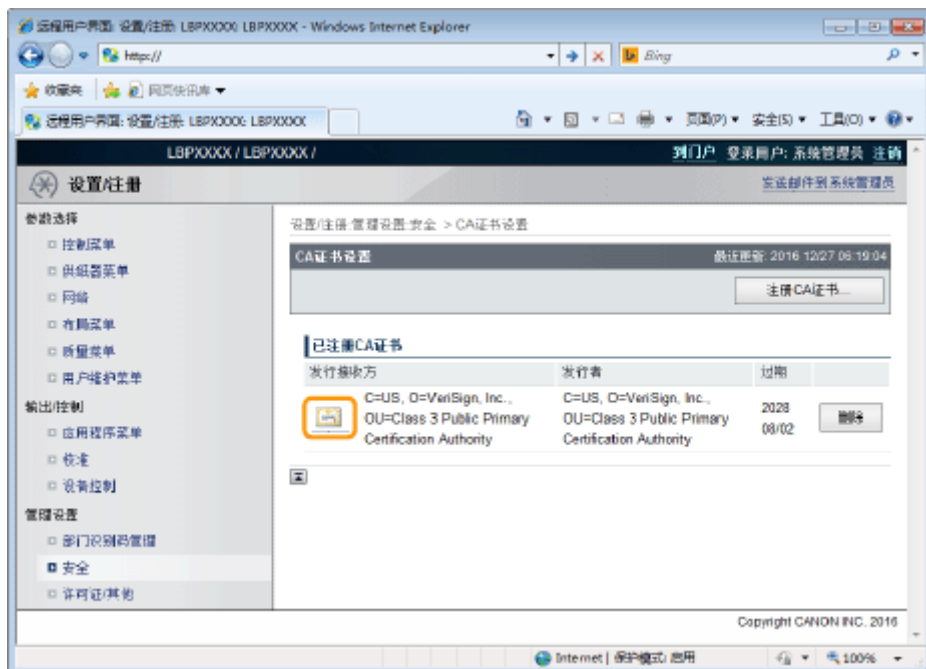 远程用户界面: 设置/注册: LBPXXXX: LBPXXXX - Windows Internet Explorer
https://
Bing
收藏夹 网页快讯库
远程用户界面: 设置/注册: LBPXXXX: LBPXXXX
页面(P) 安全(S) 工具(O)
LBPXXXX / LBPXXXX /
到门户 登录用户: 系统管理员 注销
设置/注册
发送邮件到系统管理员
参数选择
控制菜单
供纸器菜单
网络
布局菜单
质量菜单
用户维护菜单
输出/控制
应用程序菜单
校准
设备控制
管理设置
部门识别码管理
安全
许可证/其他
设置/注册:管理设置:安全 > CA证书设置
CA证书设置
最近更新: 2016 12/27 06:19:04
注册CA证书...
已注册CA证书
发行接收方 发行者 过期
C=US, O=VeriSign, Inc., C=US, O=VeriSign, Inc.,
OU=Class 3 Public Primary OU=Class 3 Public Primary 2028
Certification Authority Certification Authority 08/02
删除
Copyright CANON INC. 2016
Internet | 保护模式: 启用
100%